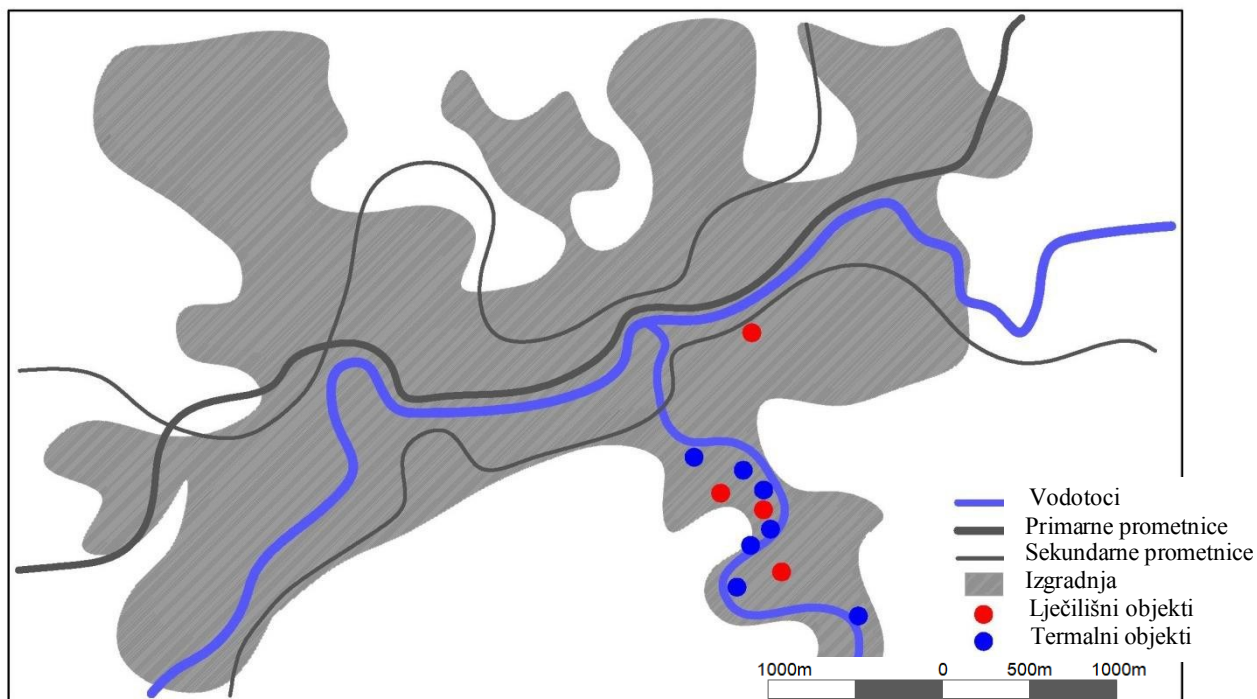 Vodotoci
Primarne prometnice
Sekundarne prometnice
Izgradnja
Lječilišni objekti
Termalni objekti
1000m 0 500m 1000m